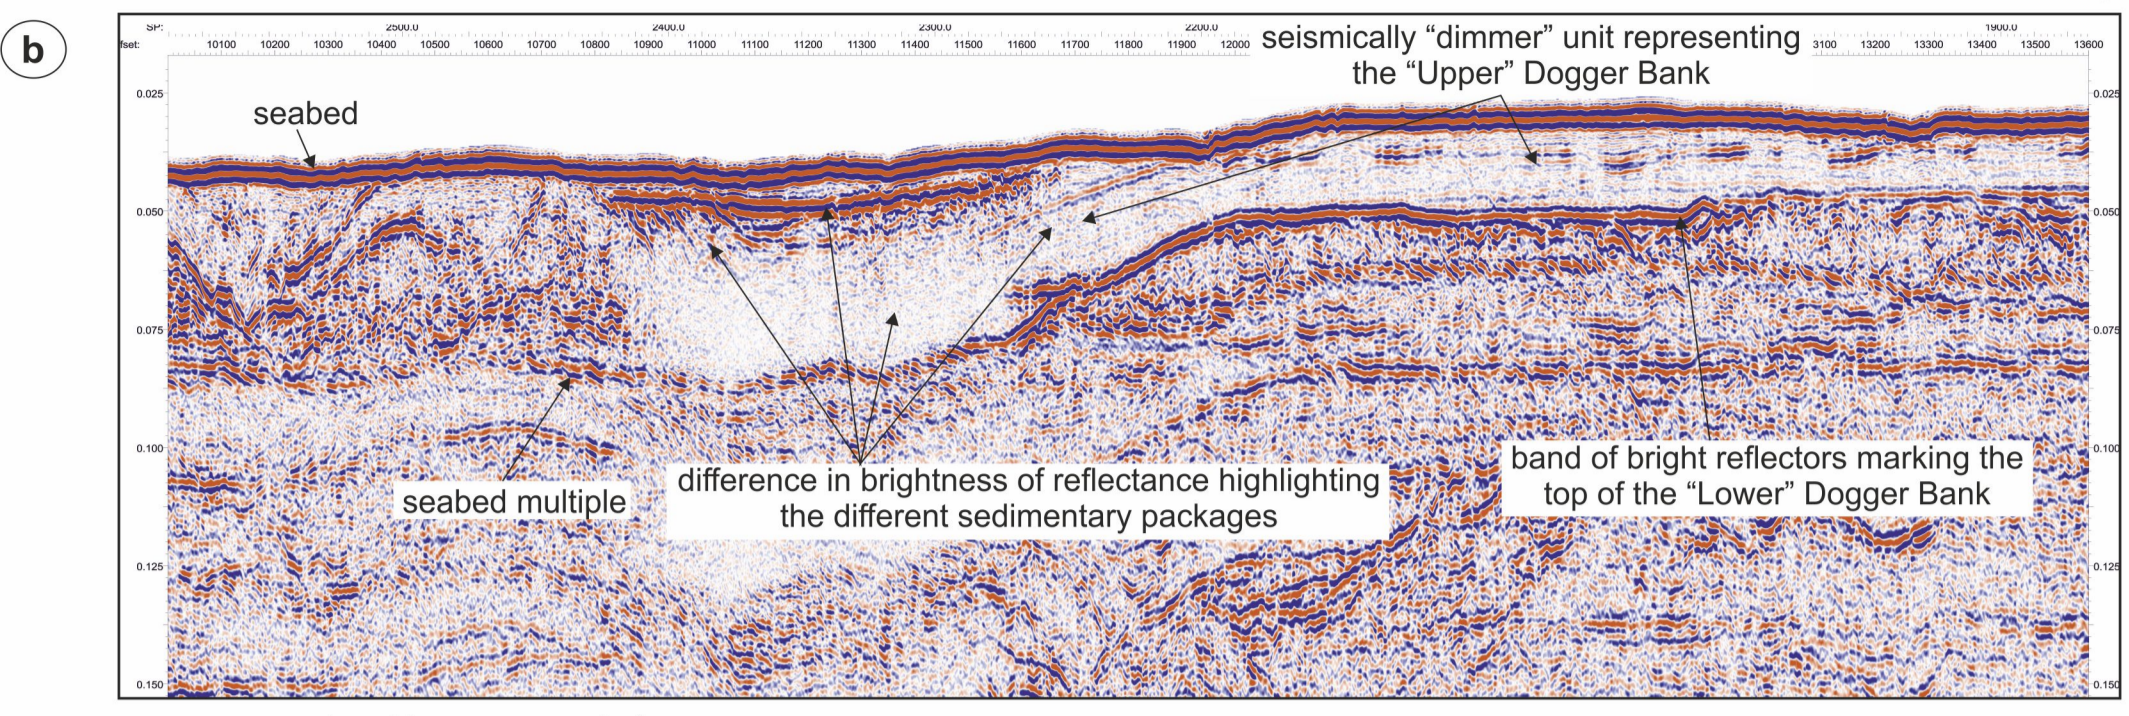 b
SP: 2500.0 2400.0 2300.0 2200.0 1900.0
fset: 10100 10200 10300 10400 10500 10600 10700 10800 10900 11000 11100 11200 11300 11400 11500 11600 11700 11800 11900 12000 3100 13200 13300 13400 13500 13600
seismically “dimmer” unit representing
the “Upper” Dogger Bank
0.025 0.025
seabed
0.050 0.050
0.075 0.075
0.100 0.100
band of bright reflectors marking the
top of the “Lower” Dogger Bank
difference in brightness of reflectance highlighting
the different sedimentary packages
seabed multiple
0.125 0.125
0.150 0.150